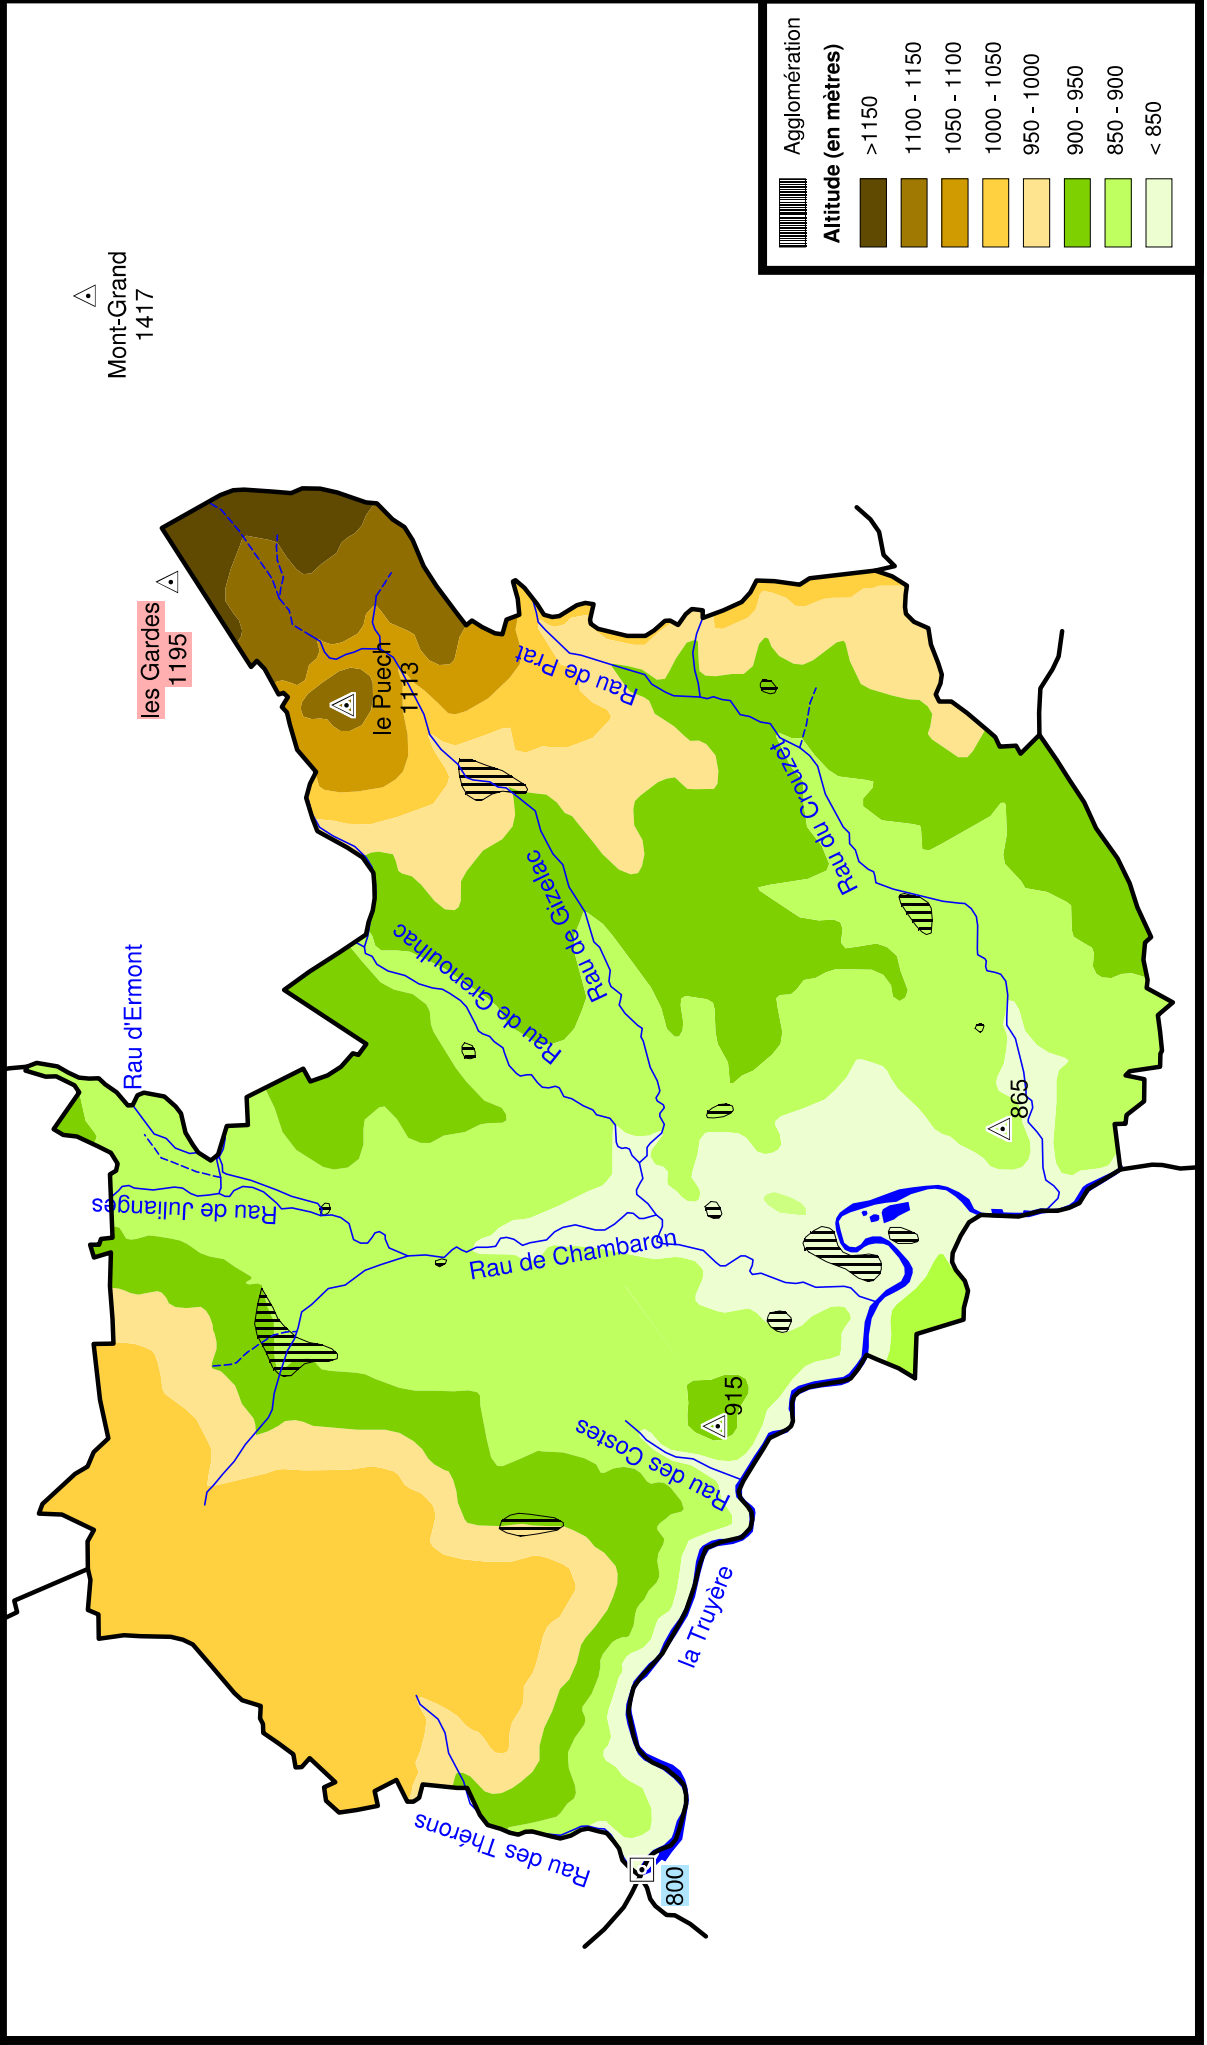 Mont-Grand
1417
les Gardes
1195
le Puech
1113
Rau d'Ermont
Rau de Julianges
Rau de Grenoulhac
Rau de Gizelac
Rau de Prat
Rau du Crouzet
Rau de Chambaron
Rau des Costes
Rau des Thérons
la Truyère
865
915
800
Agglomération
Altitude (en mètres)
>1150
1100 - 1150
1050 - 1100
1000 - 1050
950 - 1000
900 - 950
850 - 900
< 850